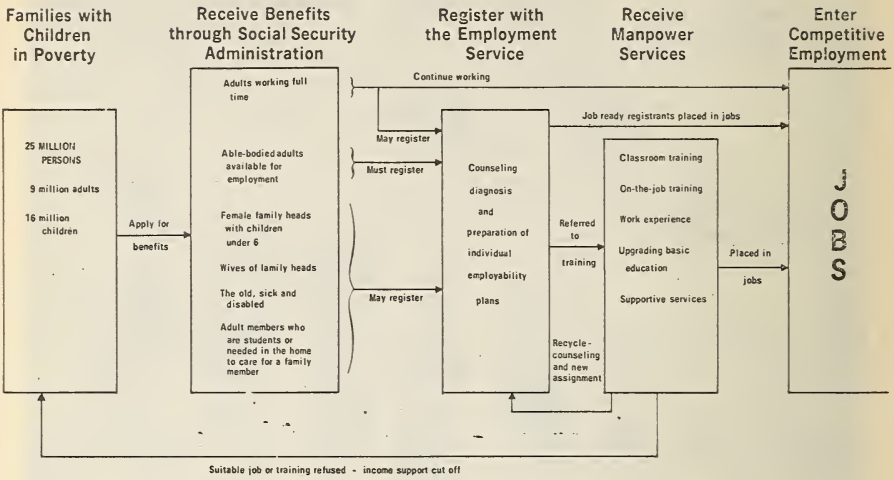 Families with
Children
in Poverty
Receive Benefits
through Social Security
Administration
Register with
the Employment
Service
Receive
Manpower
Services
Enter
Competitive
Employment
25 MILLION
PERSONS
9 million adults
16 million
children
Apply for
benefits
Adults working full
time
Able-bodied adults
available for
employment
Female family heads
with children
under 6
Wives of family heads
The old, sick and
disabled
Adult members who
are students or
needed in the home
to care for a family
member
Continue working
May register
Must register
May register
Counseling
diagnosis
and
preparation of
individual
employability
plans
Job ready registrants placed in jobs
Referred
to
training
Recycle-
counseling
and new
assignment
Classroom training
On-the-job training
Work experience
Upgrading basic
education
Supportive services
Placed in
jobs
JOBS
Suitable job or training refused - income support cut off